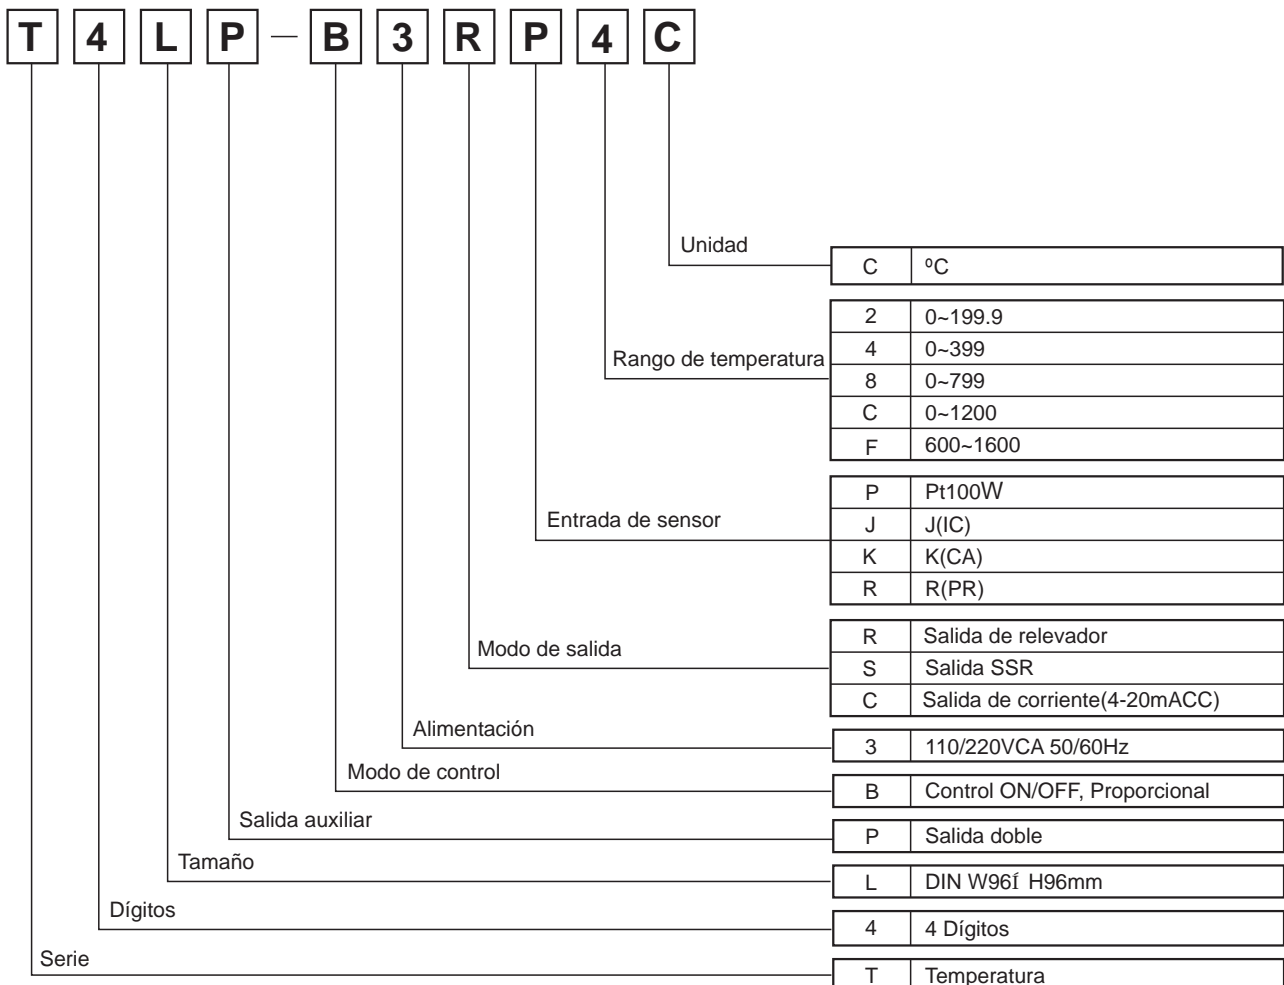 T 4 L P — B 3 R P 4 C
Unidad
C ºC
Rango de temperatura
2 0~199.9
4 0~399
8 0~799
C 0~1200
F 600~1600
Entrada de sensor
P Pt100W
J J(IC)
K K(CA)
R R(PR)
Modo de salida
R Salida de relevador
S Salida SSR
C Salida de corriente(4-20mACC)
Alimentación
3 110/220VCA 50/60Hz
Modo de control
B Control ON/OFF, Proporcional
Salida auxiliar
P Salida doble
Tamaño
L DIN W96Í H96mm
Dígitos
4 4 Dígitos
Serie
T Temperatura